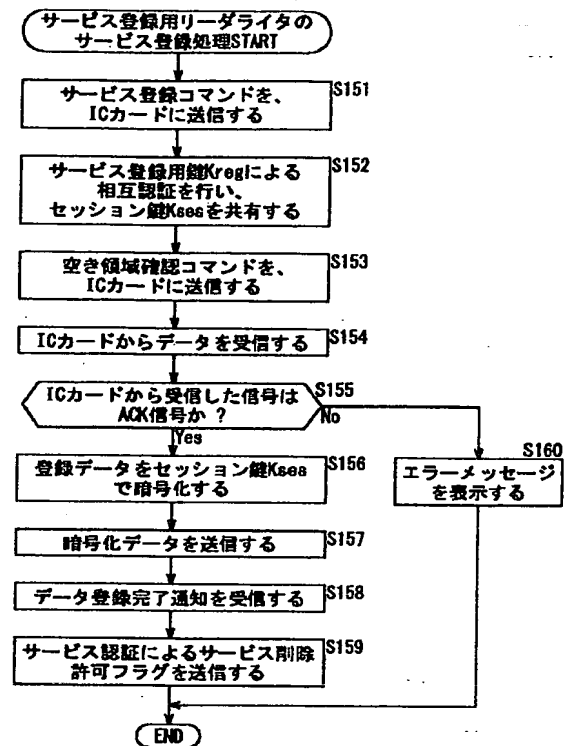 サービス登録用リーダライタの
サービス登録処理START
サービス登録コマンドを、
ICカードに送信する
S151
サービス登録用鍵Kregによる
相互認証を行い、
セッション鍵Ksesを共有する
S152
空き領域確認コマンドを、
ICカードに送信する
S153
ICカードからデータを受信する
S154
ICカードから受信した信号は
ACK信号か ?
S155
No
Yes
登録データをセッション鍵Kses
で暗号化する
S156
S160
エラーメッセージ
を表示する
暗号化データを送信する
S157
データ登録完了通知を受信する
S158
サービス認証によるサービス削除
許可フラグを送信する
S159
END